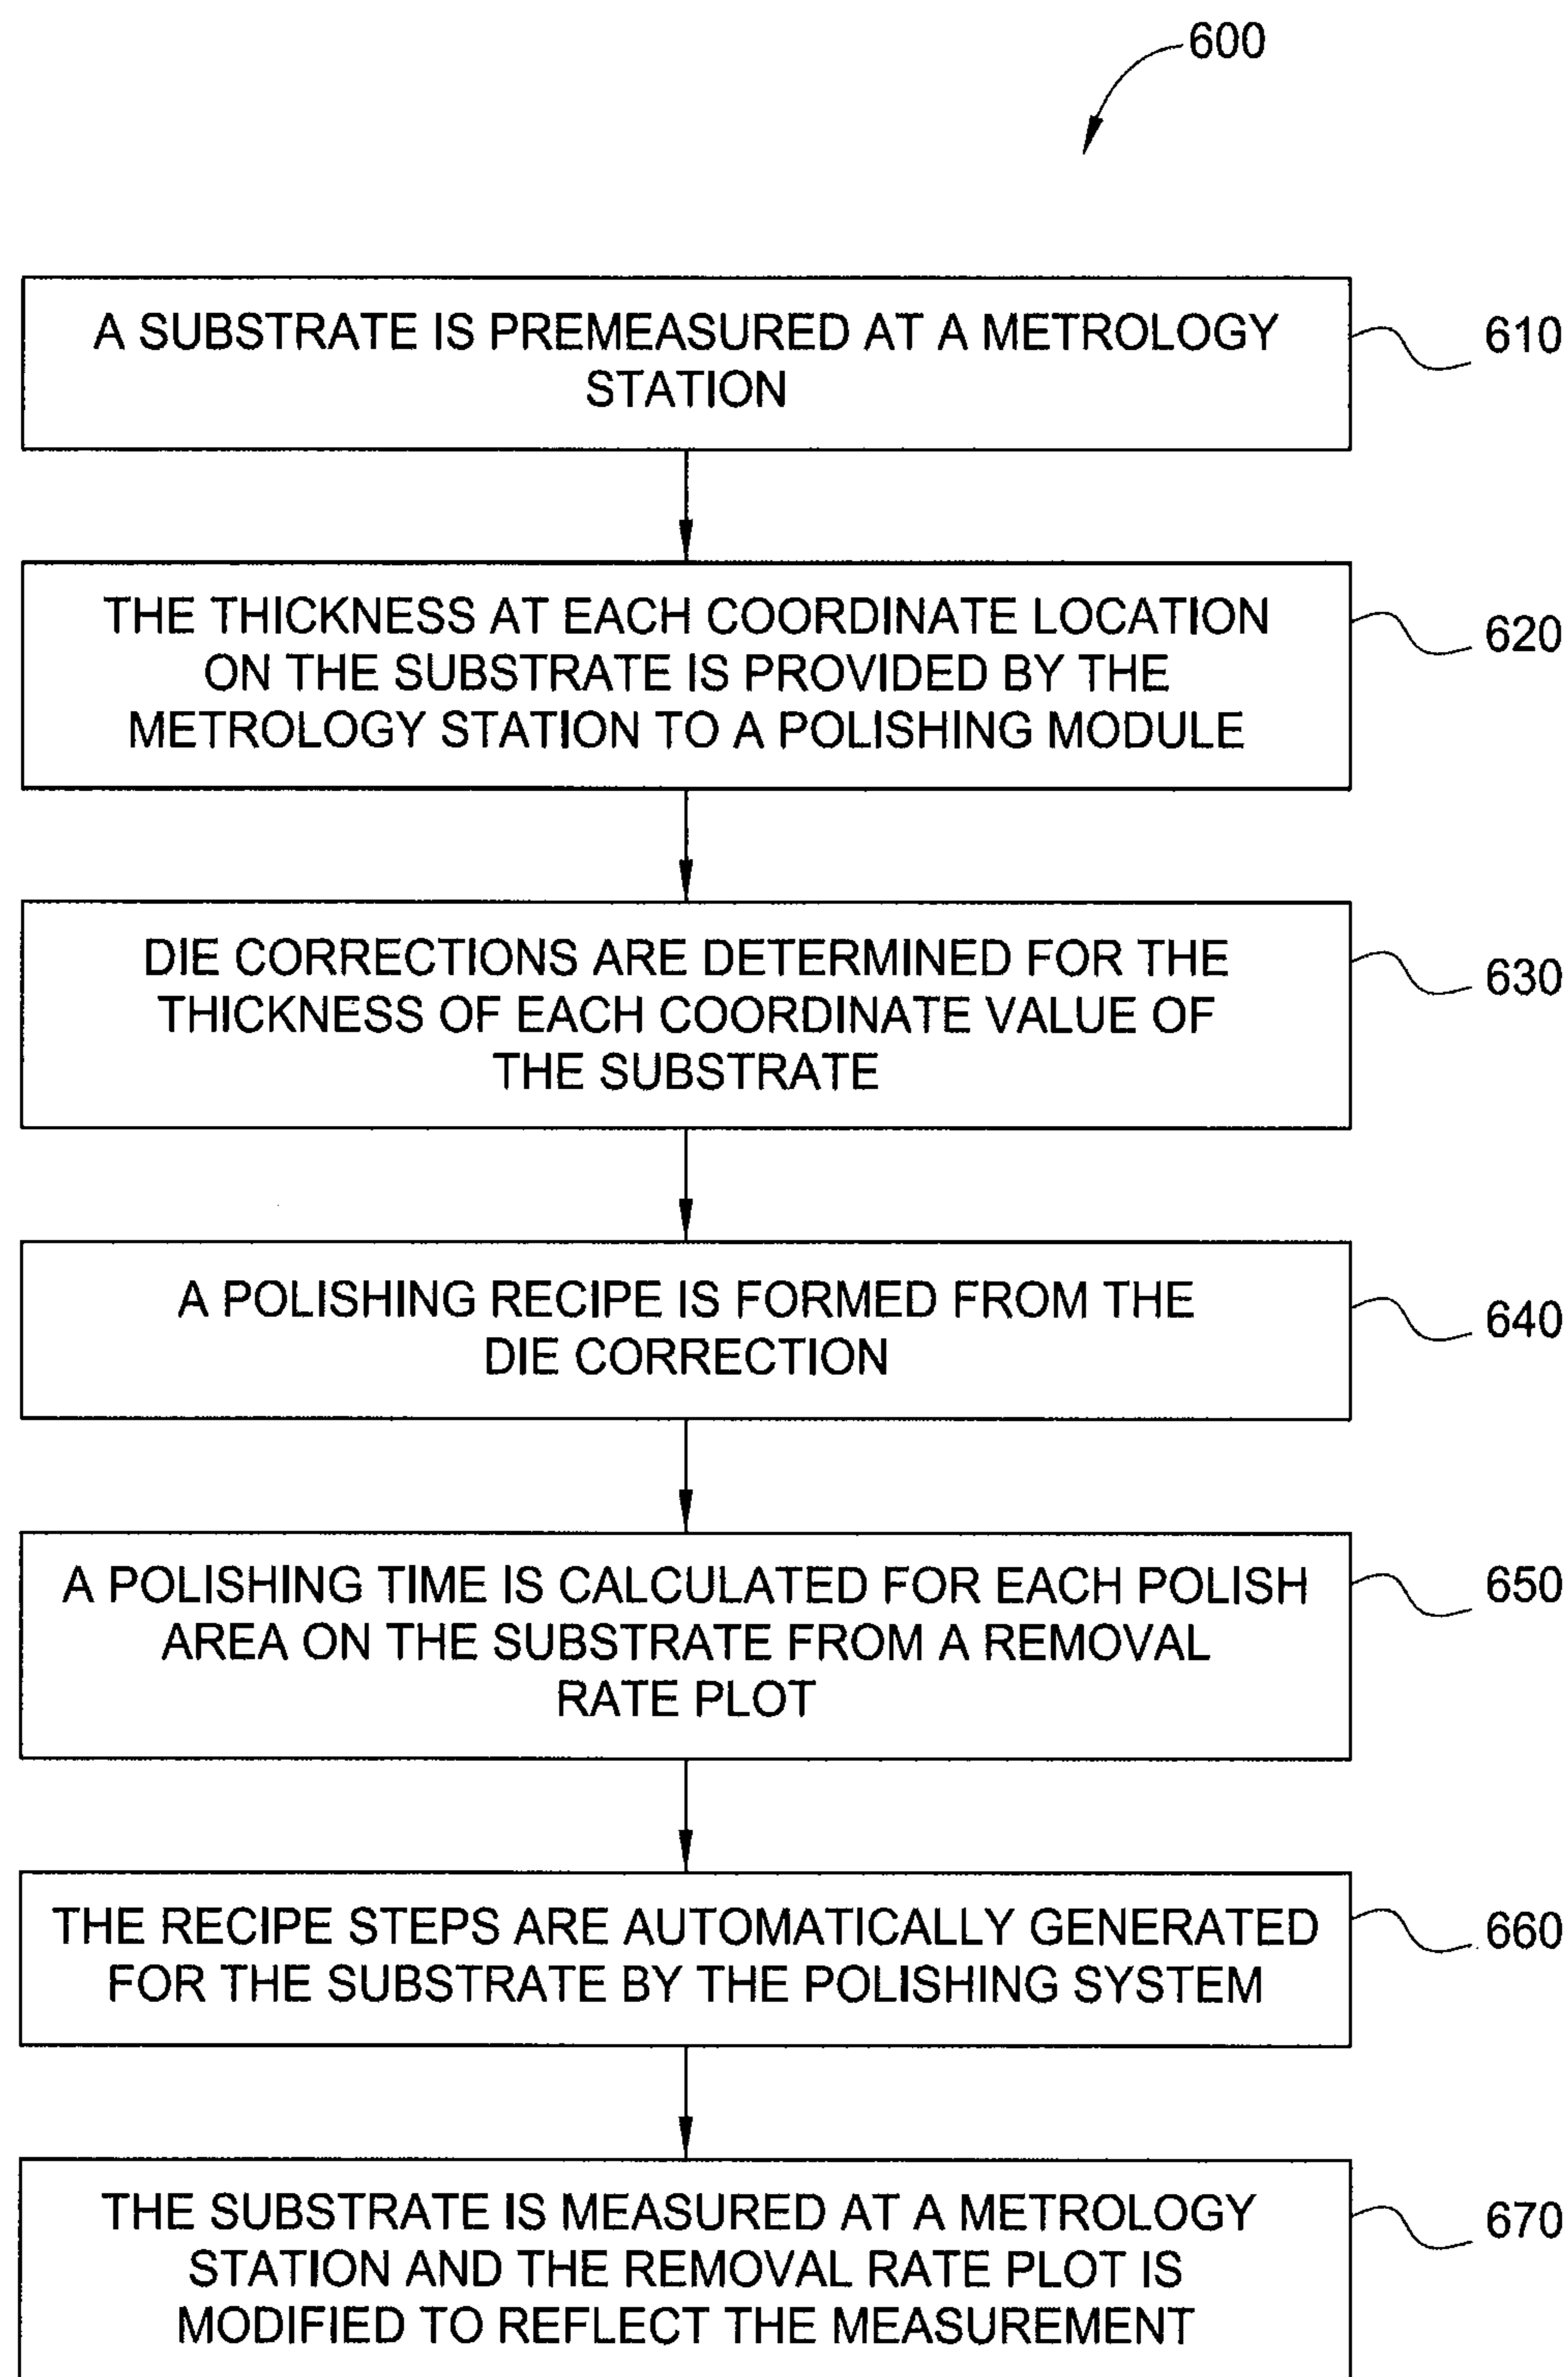 600
A SUBSTRATE IS PREMEASURED AT A METROLOGY
STATION
610
THE THICKNESS AT EACH COORDINATE LOCATION
ON THE SUBSTRATE IS PROVIDED BY THE
METROLOGY STATION TO A POLISHING MODULE
620
DIE CORRECTIONS ARE DETERMINED FOR THE
THICKNESS OF EACH COORDINATE VALUE OF
THE SUBSTRATE
630
A POLISHING RECIPE IS FORMED FROM THE
DIE CORRECTION
640
A POLISHING TIME IS CALCULATED FOR EACH POLISH
AREA ON THE SUBSTRATE FROM A REMOVAL
RATE PLOT
650
THE RECIPE STEPS ARE AUTOMATICALLY GENERATED
FOR THE SUBSTRATE BY THE POLISHING SYSTEM
660
THE SUBSTRATE IS MEASURED AT A METROLOGY
STATION AND THE REMOVAL RATE PLOT IS
MODIFIED TO REFLECT THE MEASUREMENT
670